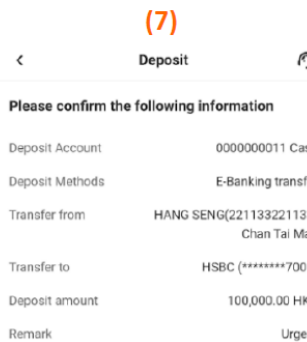 (7)
Deposit
Please confirm the following information
Deposit Account 0000000011 Cas
Deposit Methods E-Banking transf
Transfer from HANG SENG(22113322113
Chan Tai Ma
Transfer to HSBC (********700
Deposit amount 100,000.00 HK
Remark Urge